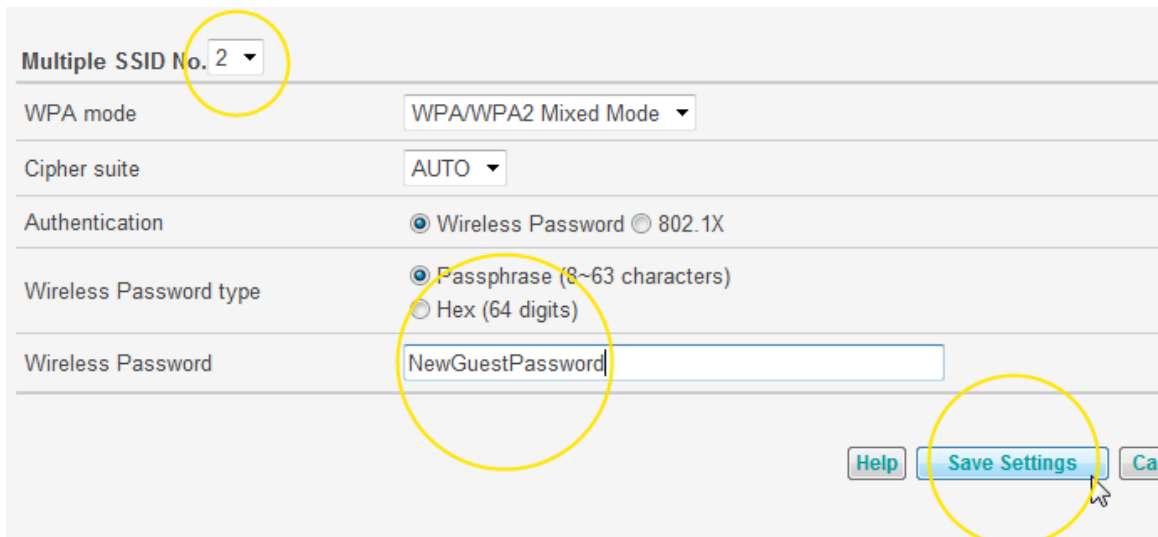 Multiple SSID No. 2
WPA mode WPA/WPA2 Mixed Mode
Cipher suite AUTO
Authentication Wireless Password 802.1X
Wireless Password type Passphrase (8~63 characters)
Hex (64 digits)
Wireless Password NewGuestPassword
Help Save Settings Ca